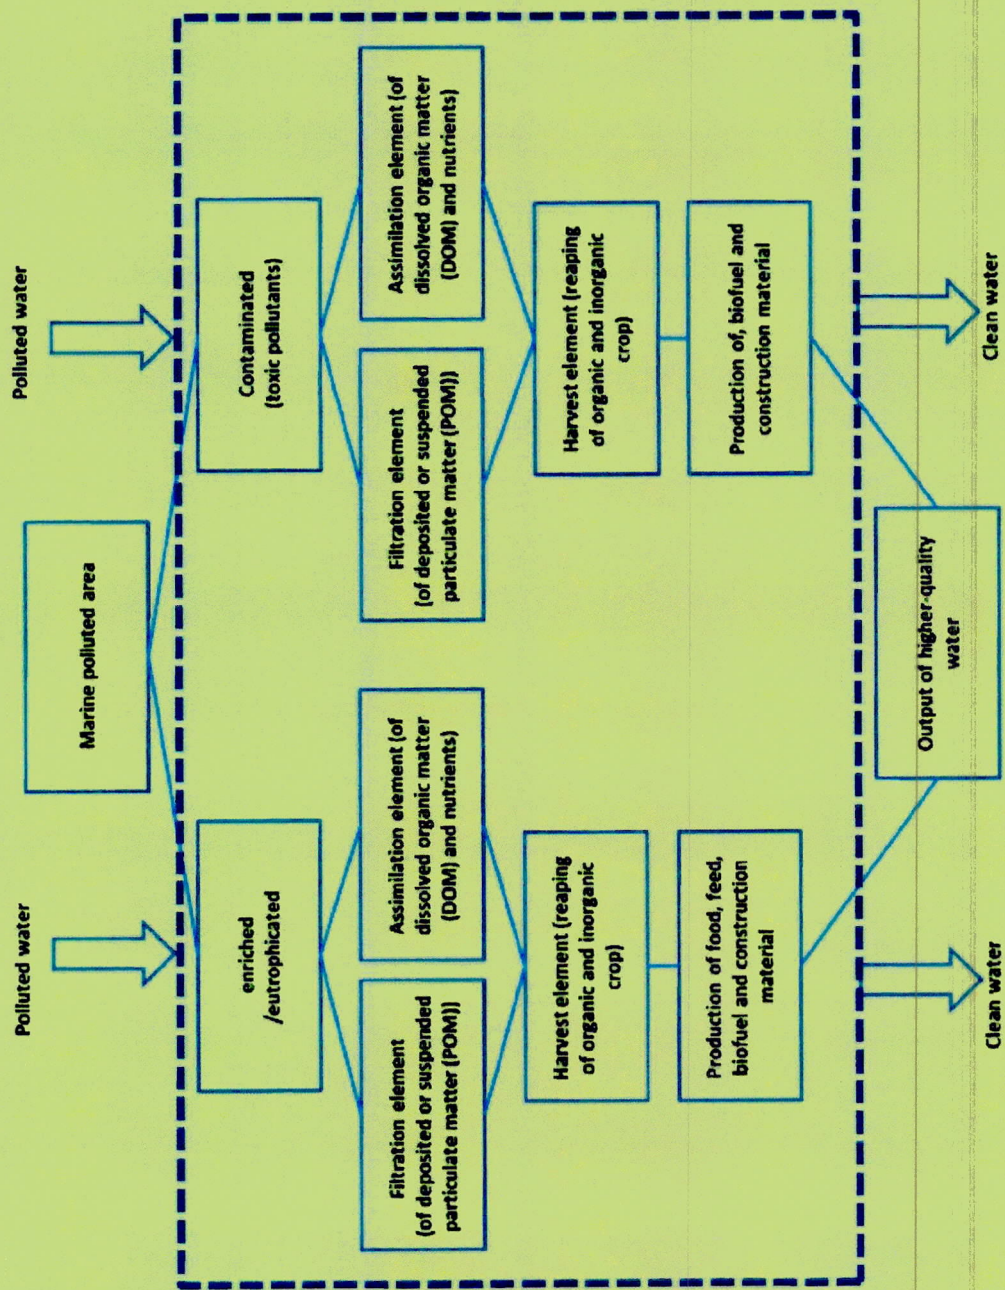 Polluted water
Polluted water
Marine polluted area
enriched
/eutrophicated
Contaminated
(toxic pollutants)
Filtration element
(of deposited or suspended
particulate matter (POM))
Assimilation element (of
dissolved organic matter
(DOM) and nutrients)
Filtration element
(of deposited or suspended
particulate matter (POM))
Assimilation element (of
dissolved organic matter
(DOM) and nutrients)
Harvest element (reaping
of organic and inorganic
crop)
Harvest element (reaping
of organic and inorganic
crop)
Production of food, feed,
biofuel and construction
material
Production of, biofuel and
construction material
Output of higher-quality
water
Clean water
Clean water